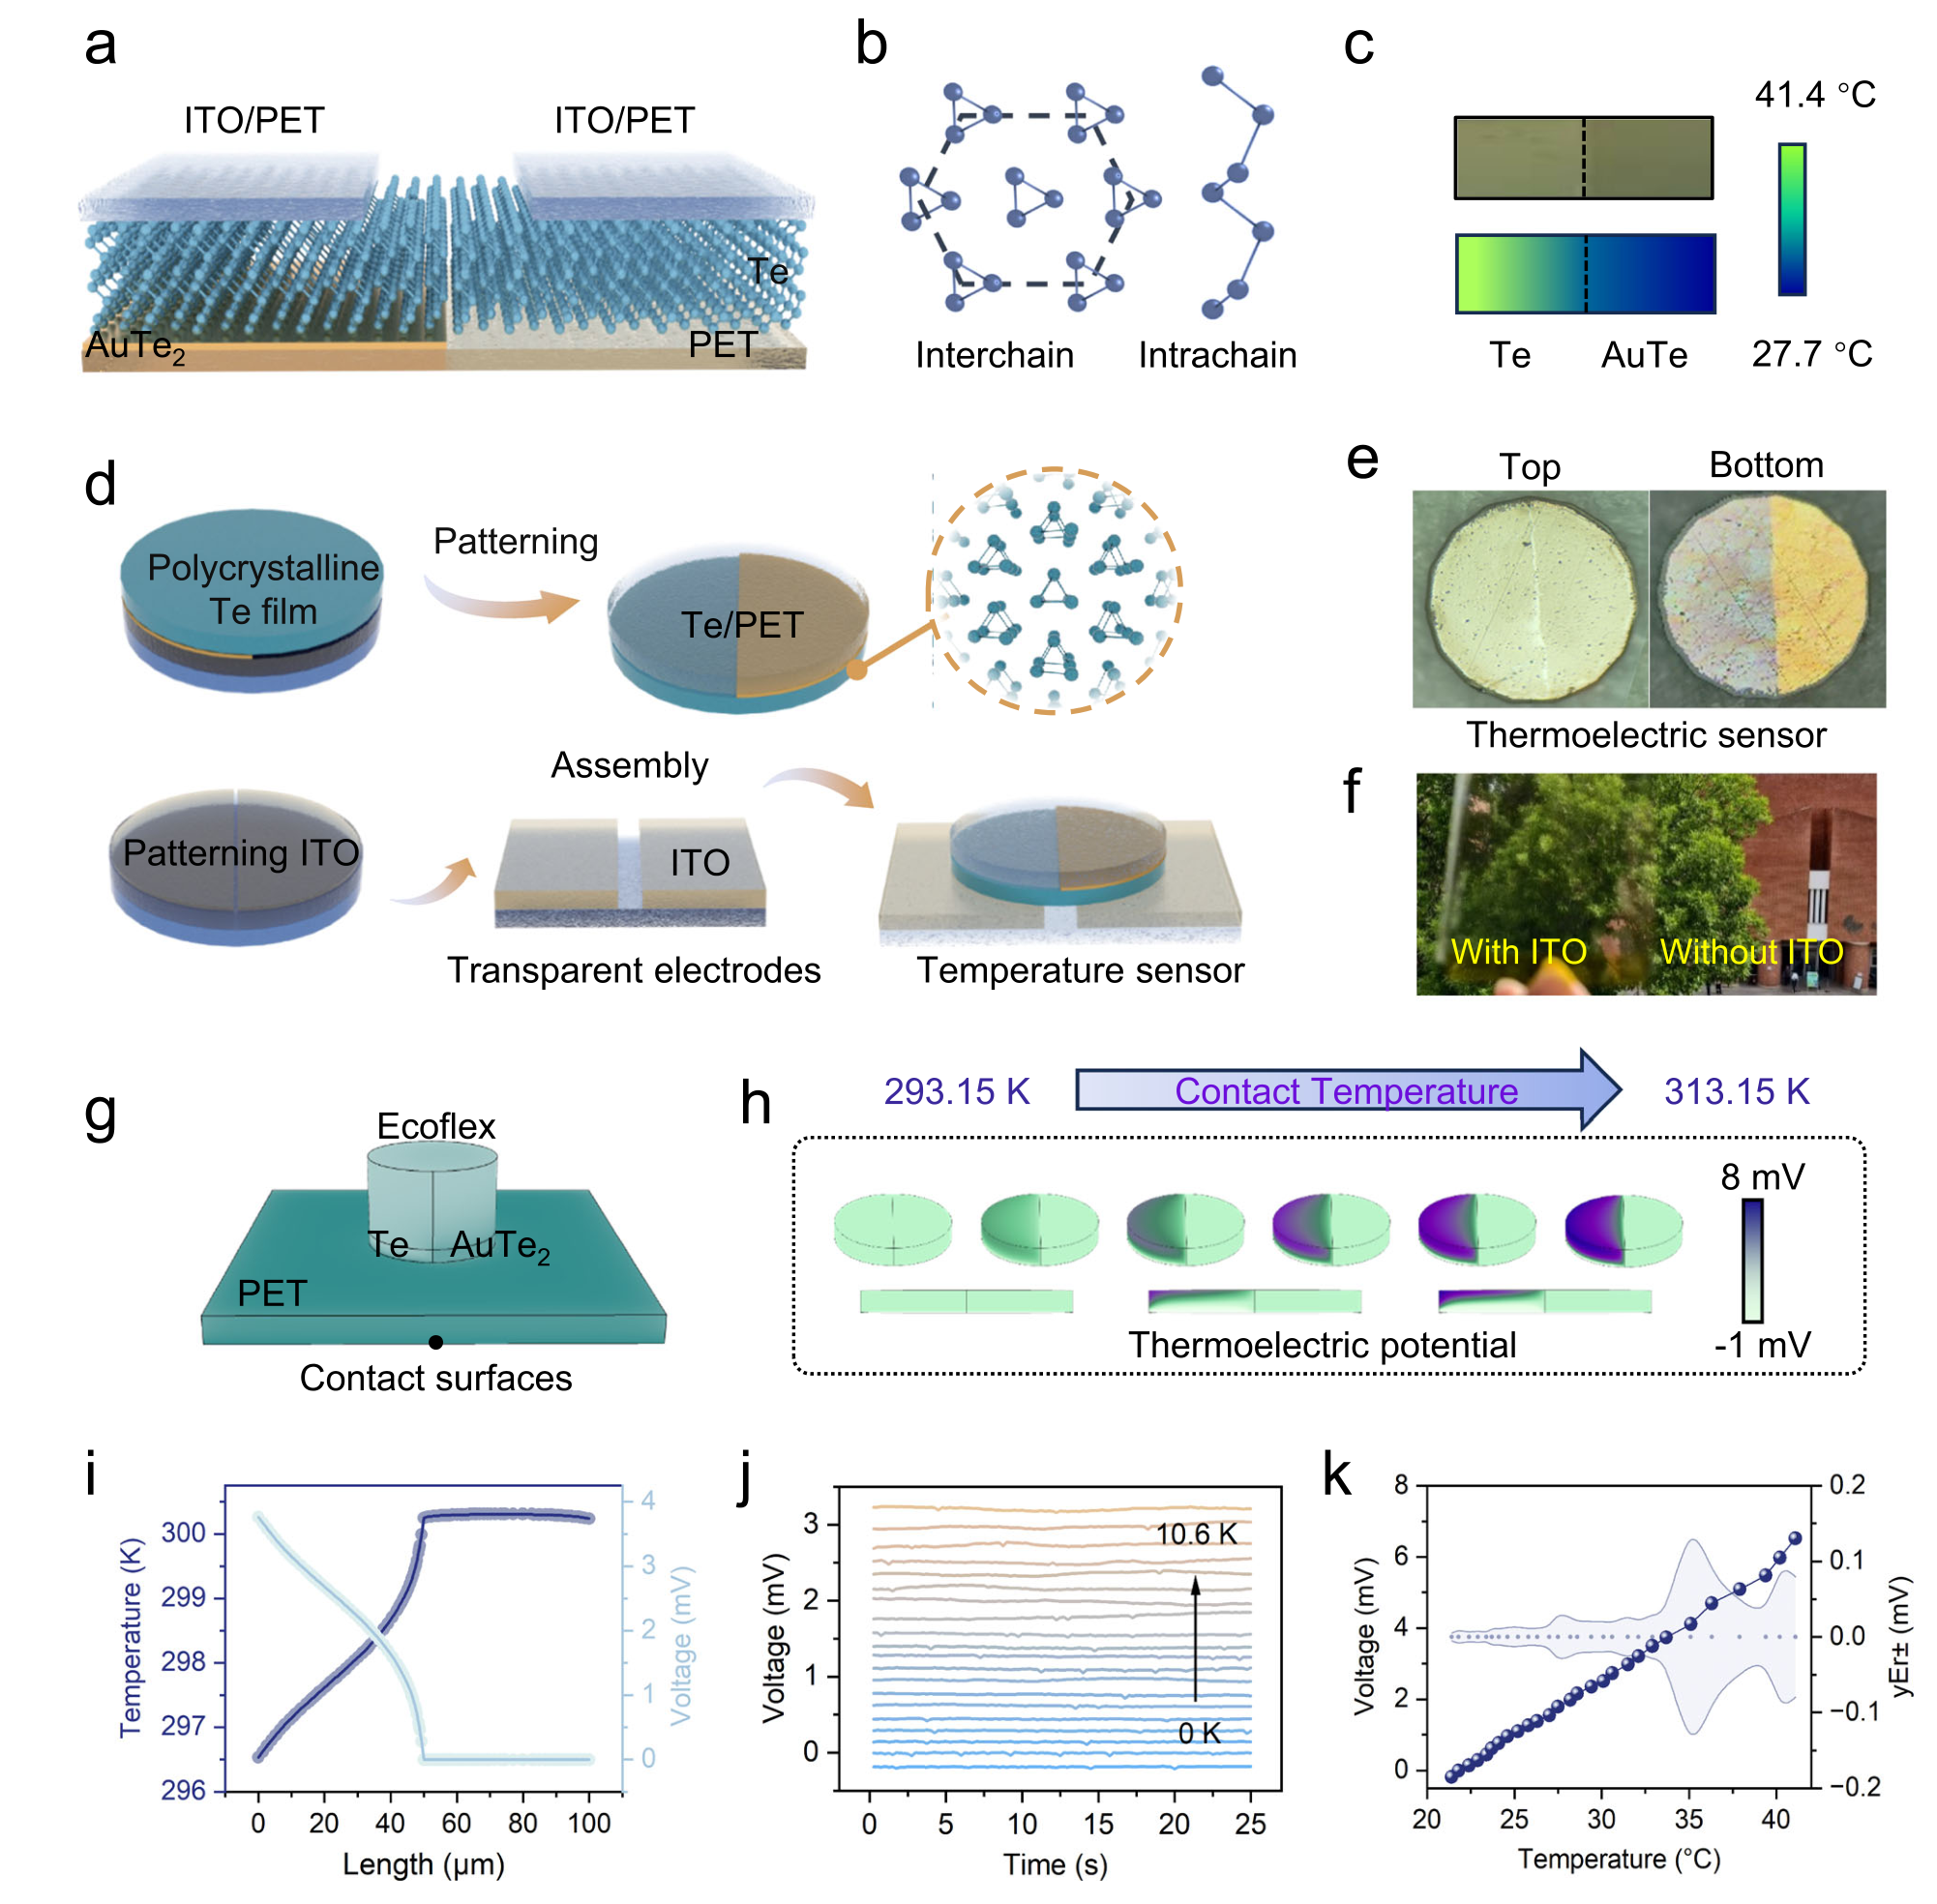 a
b
c
ITO/PET
ITO/PET
Te
AuTe2
PET
Interchain
Intrachain
41.4 °C
Te
AuTe
27.7 °C
d
Polycrystalline
Te film
Patterning
Te/PET
Patterning ITO
Assembly
ITO
Transparent electrodes
Temperature sensor
e
Top
Bottom
Thermoelectric sensor
f
With ITO
Without ITO
g
Ecoflex
Te
AuTe2
PET
Contact surfaces
h
293.15 K
Contact Temperature
313.15 K
8 mV
-1 mV
Thermoelectric potential
i
Temperature (K)
300
299
298
297
296
0
20
40
60
80
100
Length (μm)
4
3
2
1
0
Voltage (mV)
j
Voltage (mV)
3
2
1
0
10.6 K
0 K
0
5
10
15
20
25
Time (s)
k
Voltage (mV)
8
6
4
2
0
20
25
30
35
40
Temperature (°C)
0.2
0.1
0.0
−0.1
−0.2
yEr± (mV)